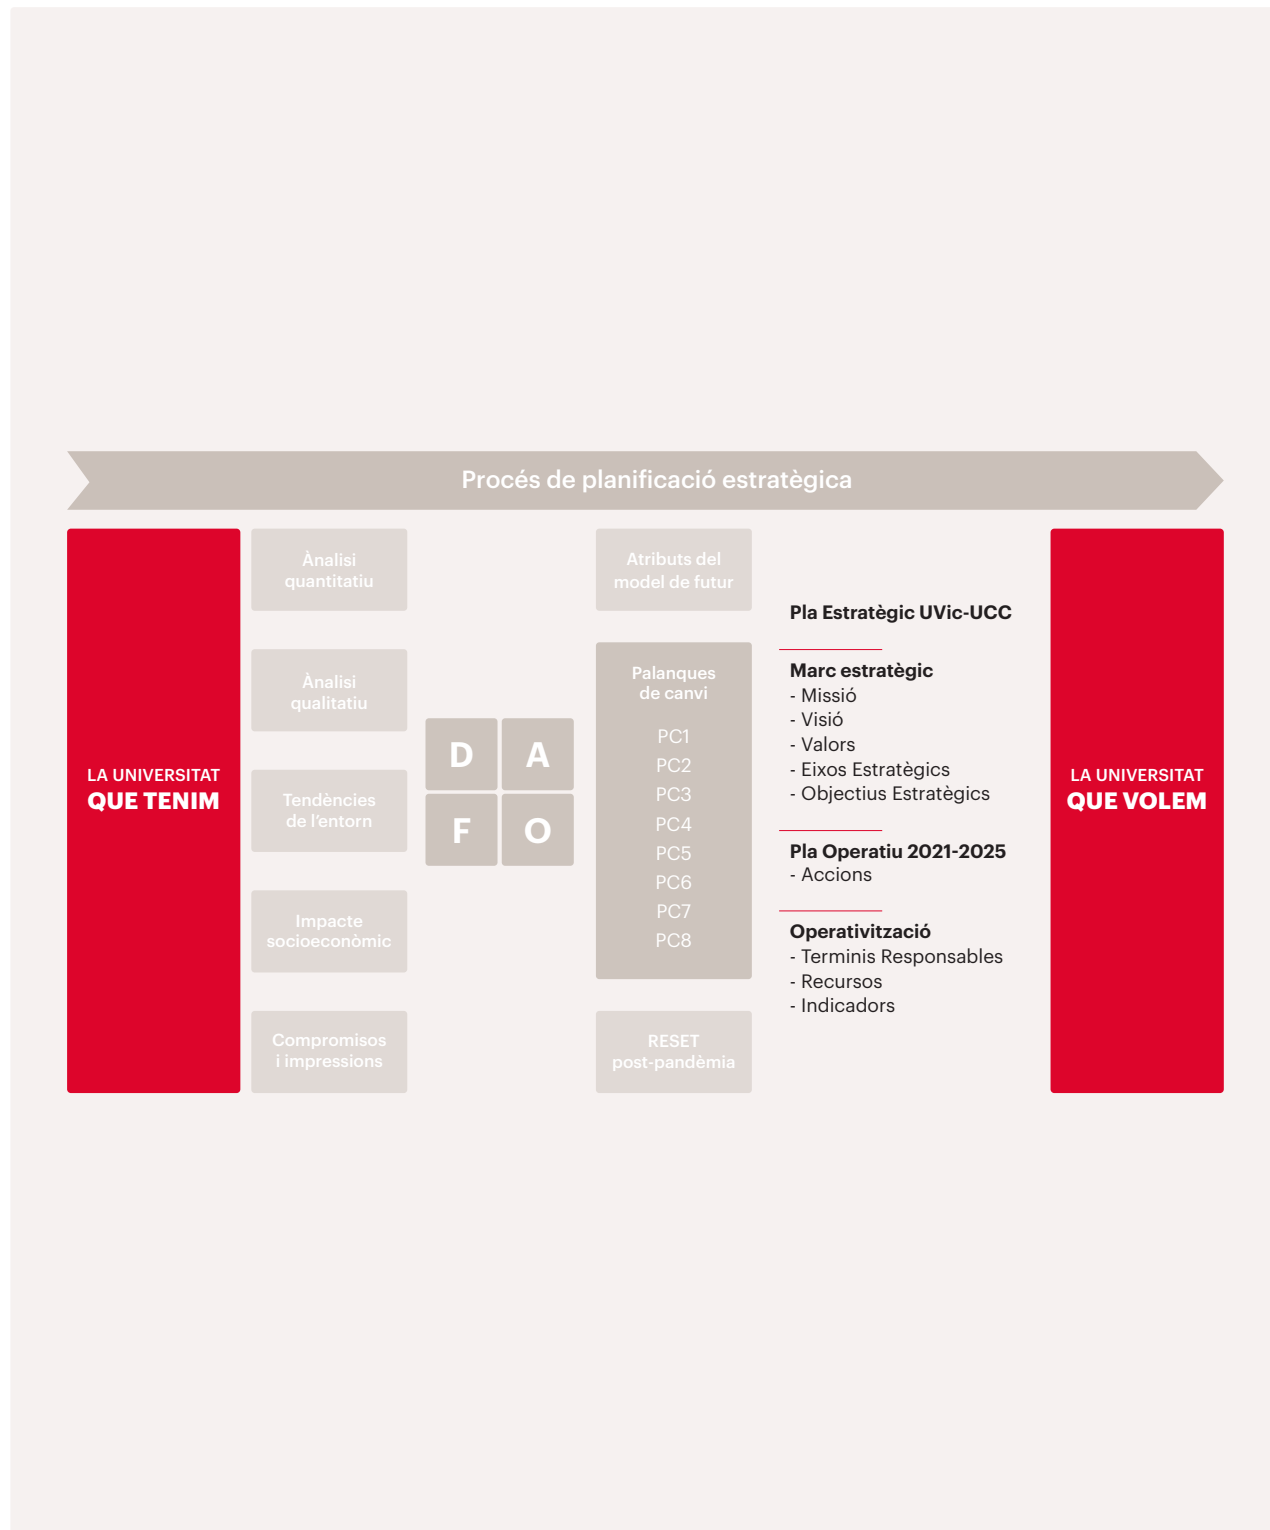 Procés de planificació estratègica
LA UNIVERSITAT
QUE TENIM
Ànalisi
quantitatiu
Ànalisi
qualitatiu
Tendències
de l’entorn
Impacte
socioeconòmic
Compromisos
i impressions
D A
F O
Atributs del
model de futur
Palanques
de canvi
PC1
PC2
PC3
PC4
PC5
PC6
PC7
PC8
RESET
post-pandèmia
Pla Estratègic UVic-UCC
Marc estratègic
- Missió
- Visió
- Valors
- Eixos Estratègics
- Objectius Estratègics
Pla Operatiu 2021-2025
- Accions
Operativització
- Terminis Responsables
- Recursos
- Indicadors
LA UNIVERSITAT
QUE VOLEM